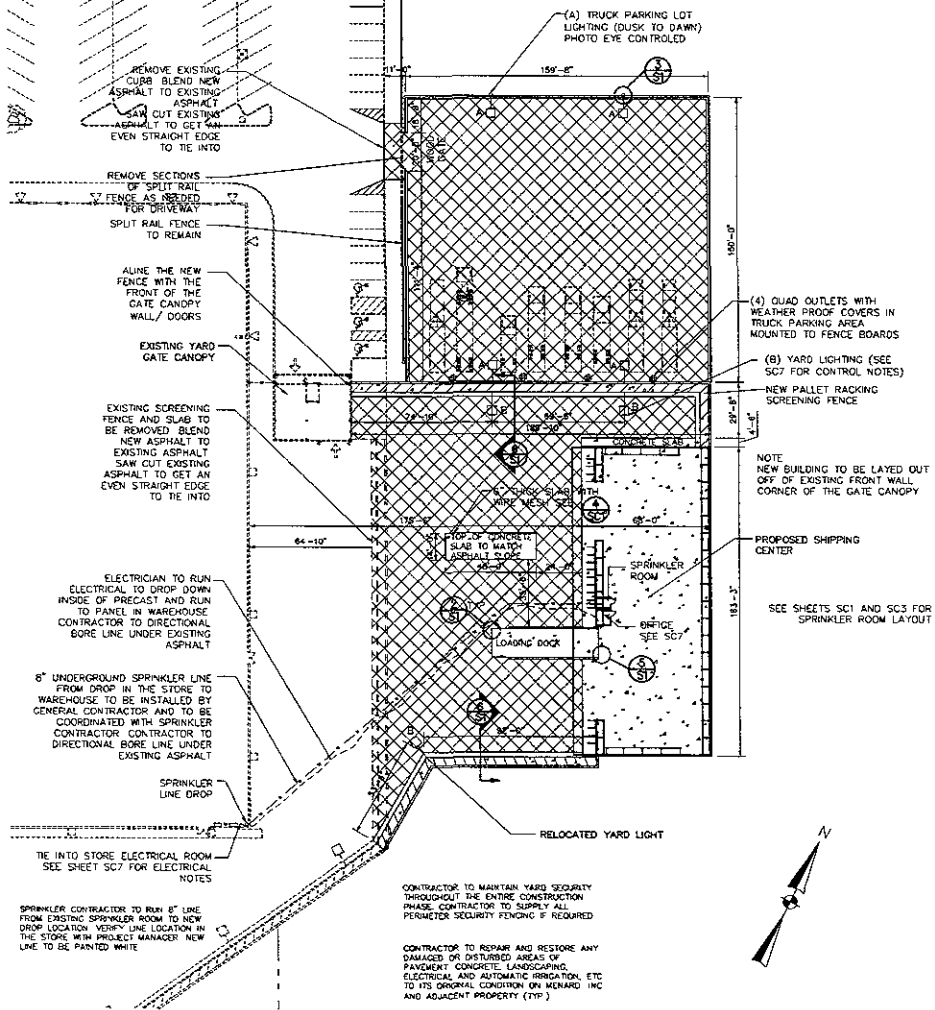 (A) TRUCK PARKING LOT
LIGHTING (DUSK TO DAWN)
PHOTO EYE CONTROLED
11'-0"
159'-8"
3
S1
REMOVE EXISTING
CURB BLEND NEW
ASPHALT TO EXISTING
ASPHALT
SAW CUT EXISTING
ASPHALT TO GET AN
EVEN STRAIGHT EDGE
TO TIE INTO
A
A
WOOD
GATE
REMOVE SECTIONS
OF SPLIT RAIL
FENCE AS NEEDED
FOR DRIVEWAY
SPLIT RAIL FENCE
TO REMAIN
160'-0"
ALINE THE NEW
FENCE WITH THE
FRONT OF THE
GATE CANOPY
WALL/ DOORS
(4) QUAD OUTLETS WITH
WEATHER PROOF COVERS IN
TRUCK PARKING AREA
MOUNTED TO FENCE BOARDS
EXISTING YARD
GATE CANOPY
A
(B) YARD LIGHTING (SEE
SC7 FOR CONTROL NOTES)
NEW PALLET RACKING
SCREENING FENCE
B
B
29'-8"
EXISTING SCREENING
FENCE AND SLAB TO
BE REMOVED BLEND
NEW ASPHALT TO
EXISTING ASPHALT
SAW CUT EXISTING
ASPHALT TO GET AN
EVEN STRAIGHT EDGE
TO TIE INTO
CONCRETE SLAB
NOTE
NEW BUILDING TO BE LAYED OUT
OFF OF EXISTING FRONT WALL
CORNER OF THE GATE CANOPY
THICK SLAB WITH
WIRE MESH
64'-10"
TOP OF CONCRETE
SLAB TO MATCH
ASPHALT SLOPE
PROPOSED SHIPPING
CENTER
SPRINKLER
ROOM
163'-3"
ELECTRICIAN TO RUN
ELECTRICAL TO DROP DOWN
INSIDE OF PRECAST AND RUN
TO PANEL IN WAREHOUSE
CONTRACTOR TO DIRECTIONAL
BORE LINE UNDER EXISTING
ASPHALT
SEE SHEETS SC1 AND SC3 FOR
SPRINKLER ROOM LAYOUT
OFFICE
SEE SC7
LOADING DOCK
5
S1
8" UNDERGROUND SPRINKLER LINE
FROM DROP IN THE STORE TO
WAREHOUSE TO BE INSTALLED BY
GENERAL CONTRACTOR AND TO BE
COORDINATED WITH SPRINKLER
CONTRACTOR CONTRACTOR TO
DIRECTIONAL BORE LINE UNDER
EXISTING ASPHALT
B
SPRINKLER
LINE DROP
RELOCATED YARD LIGHT
TIE INTO STORE ELECTRICAL ROOM
SEE SHEET SC7 FOR ELECTRICAL
NOTES
N
SPRINKLER CONTRACTOR TO RUN 8" LINE
FROM EXISTING SPRINKLER ROOM TO NEW
DROP LOCATION VERIFY LINE LOCATION IN
THE STORE WITH PROJECT MANAGER NEW
LINE TO BE PAINTED WHITE
CONTRACTOR TO MAINTAIN YARD SECURITY
THROUGHOUT THE ENTIRE CONSTRUCTION
PHASE. CONTRACTOR TO SUPPLY ALL
PERIMETER SECURITY FENCING IF REQUIRED
CONTRACTOR TO REPAIR AND RESTORE ANY
DAMAGED OR DISTURBED AREAS OF
PAVEMENT CONCRETE, LANDSCAPING,
ELECTRICAL AND AUTOMATIC IRRIGATION, ETC
TO ITS ORIGINAL CONDITION ON MENARD INC
AND ADJACENT PROPERTY (TYP)